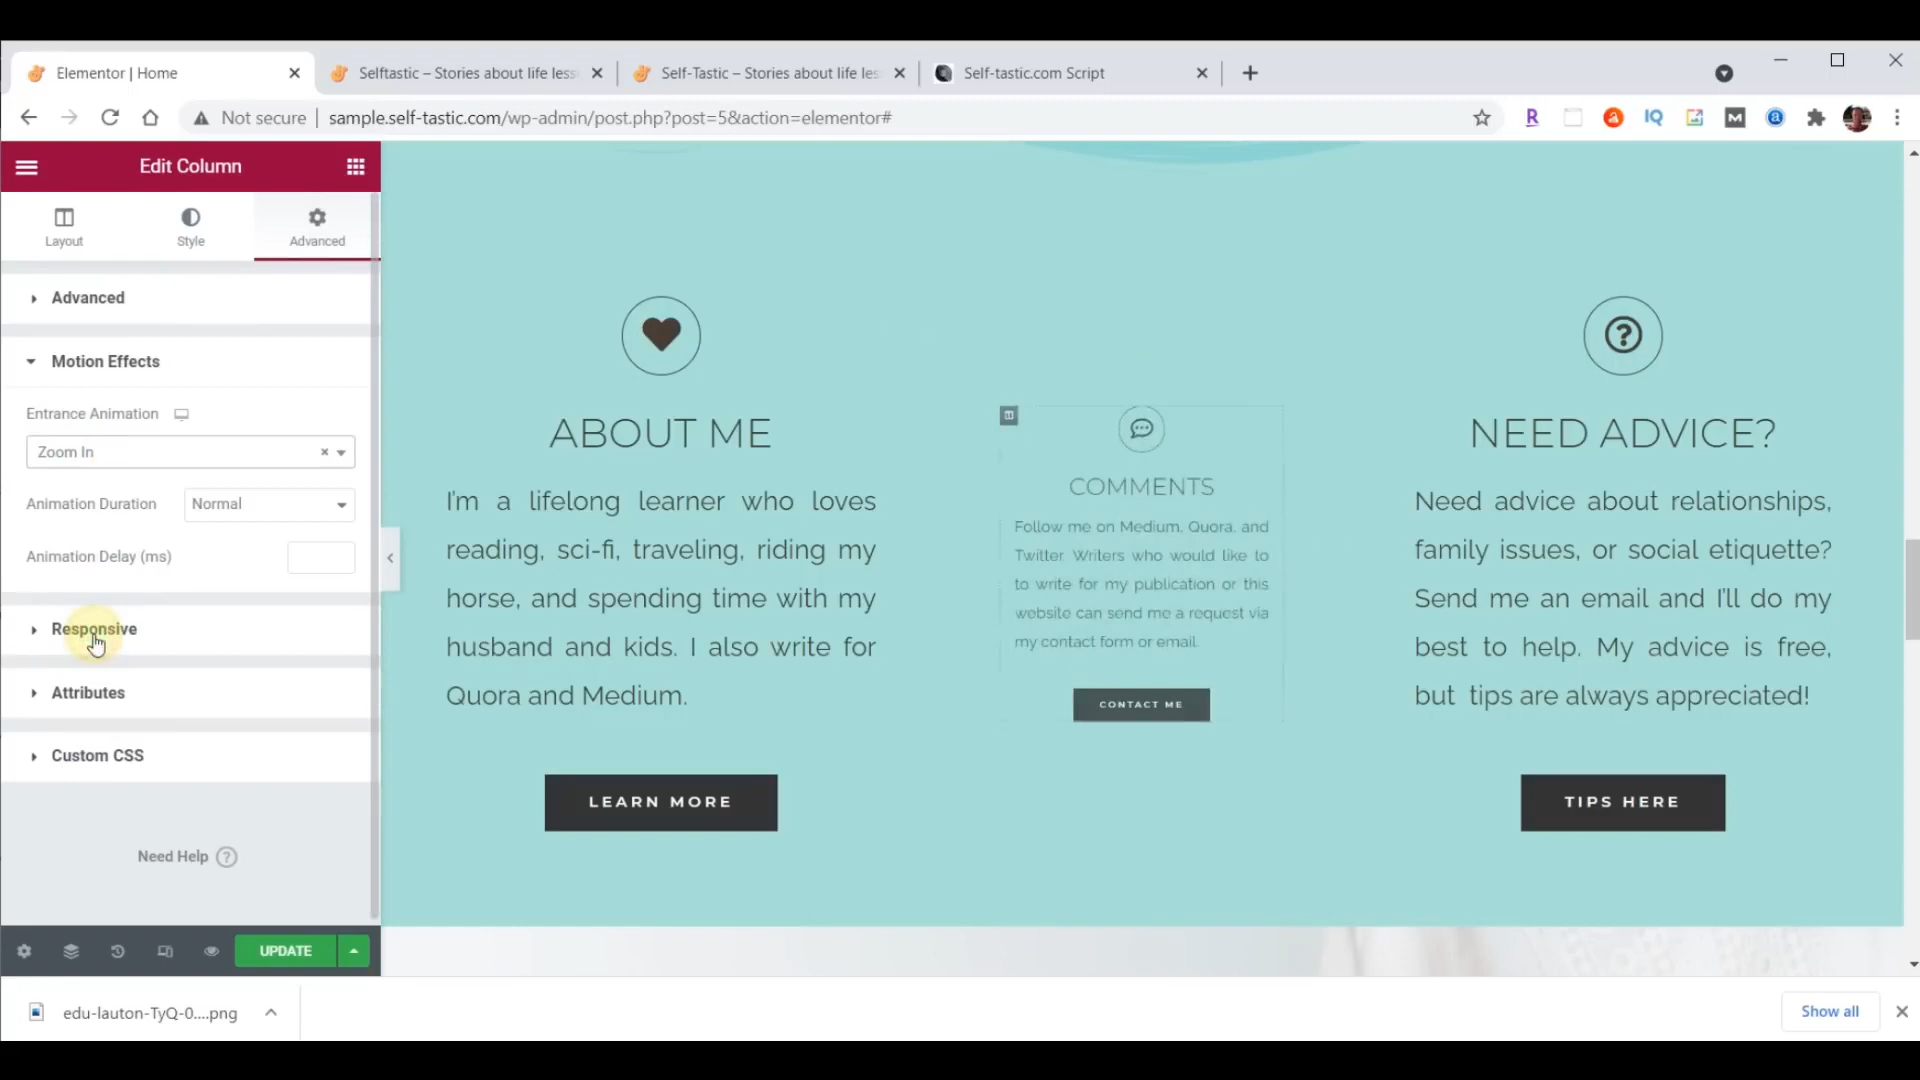 Elementor | Home
Selftastic – Stories about life less
Self-Tastic – Stories about life les
Self-tastic.com Script
Not secure
sample.self-tastic.com/wp-admin/post.php?post=5&action=elementor#
R
IQ
M
a
Edit Column
Layout
Style
Advanced
Advanced
Motion Effects
Entrance Animation
Zoom In
Animation Duration
Normal
Animation Delay (ms)
Responsive
Attributes
Custom CSS
Need Help ?
UPDATE
ABOUT ME
I'm a lifelong learner who loves
reading, sci-fi, traveling, riding my
horse, and spending time with my
husband and kids. I also write for
Quora and Medium.
LEARN MORE
COMMENTS
Follow me on Medium, Quora, and
Twitter. Writers who would like to
to write for my publication or this
website can send me a request via
my contact form or email.
CONTACT ME
?
NEED ADVICE?
Need advice about relationships,
family issues, or social etiquette?
Send me an email and I'll do my
best to help. My advice is free,
but tips are always appreciated!
TIPS HERE
edu-lauton-TyQ-0....png
Show all